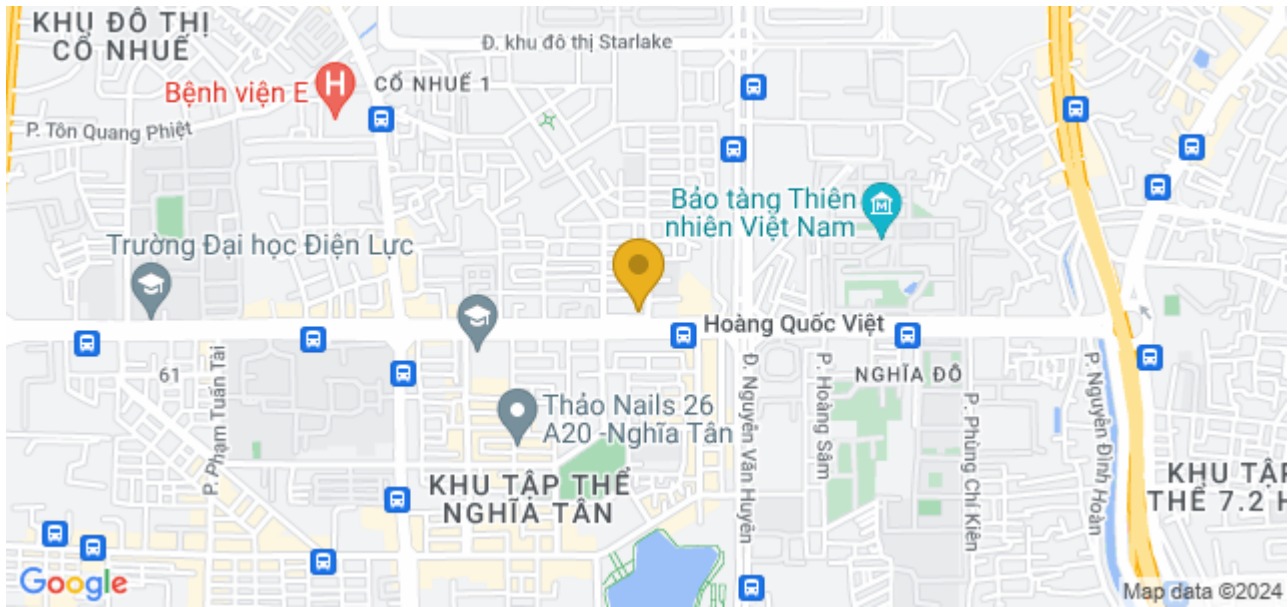 KHU ĐÔ THỊ
CỔ NHUẾ
Đ. khu đô thị Starlake
Bệnh viện E
H
CỔ NHUẾ 1
P. Tôn Quang Phiệt
Bảo tàng Thiên
nhiên Việt Nam
Trường Đại học Điện Lực
Hoàng Quốc Việt
61
P. Phạm Tuấn Tài
Thảo Nails 26
A20 -Nghĩa Tân
Đ. Nguyễn Văn Huyên
P. Hoàng Sâm
NGHĨA ĐÔ
P. Phùng Chí Kiên
P. Nguyễn Đình Hoàn
KHU TẬP THỂ
NGHĨA TÂN
KHU TẬP
THỂ 7.2 H
Google
Map data ©2024